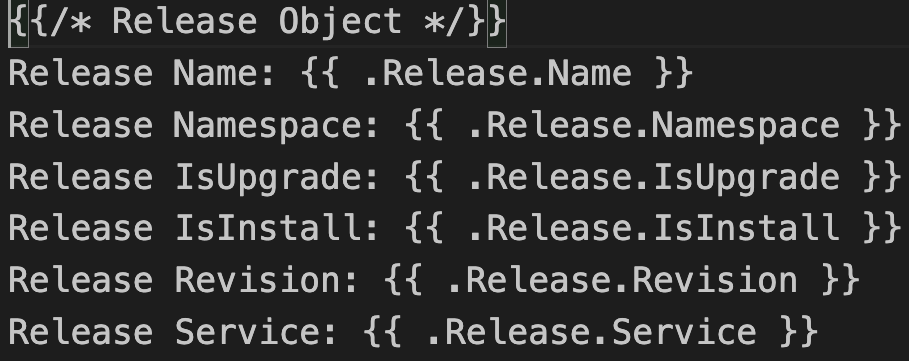 {{/* Release Object */}}
Release Name: {{ .Release.Name }}
Release Namespace: {{ .Release.Namespace }}
Release IsUpgrade: {{ .Release.IsUpgrade }}
Release IsInstall: {{ .Release.IsInstall }}
Release Revision: {{ .Release.Revision }}
Release Service: {{ .Release.Service }}